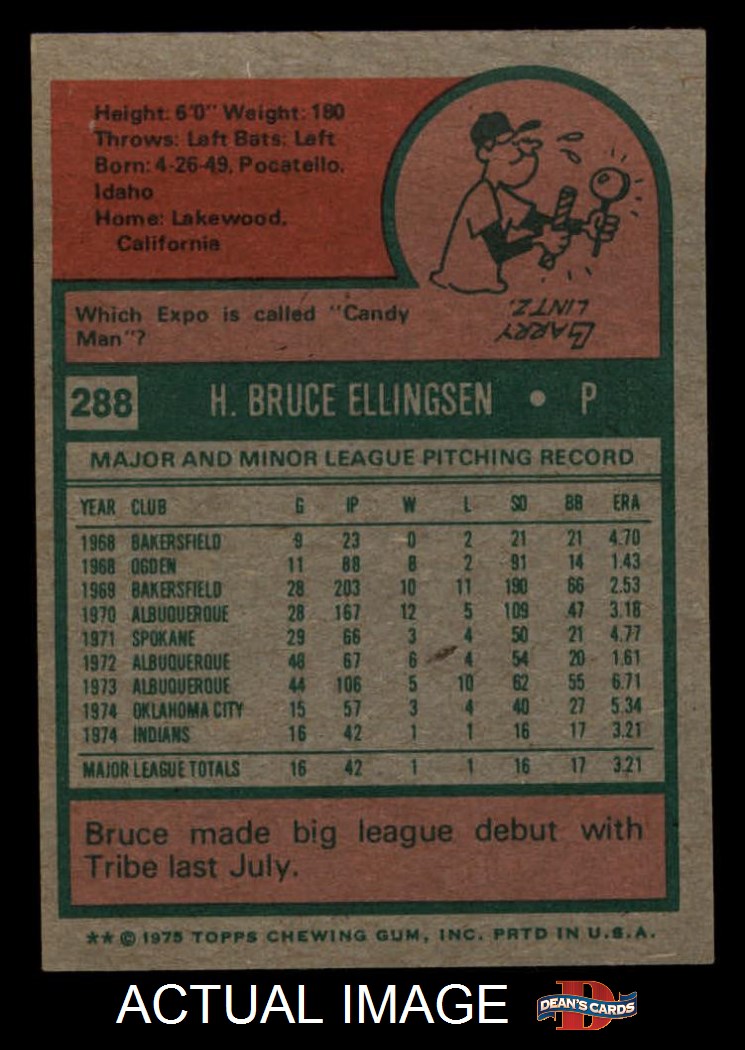 Height: 6'0" Weight: 180
Throws: Left Bats: Left
Born: 4-26-49, Pocatello,
Idaho
Home: Lakewood,
California
Which Expo is called "Candy
Man"?
LARRY
LINTZ.
288 H. BRUCE ELLINGSEN • P
MAJOR AND MINOR LEAGUE PITCHING RECORD
YEAR CLUB G IP W L SO BB ERA
1968 BAKERSFIELD 9 23 0 2 21 21 4.70
1968 OGDEN 11 88 8 2 91 14 1.43
1969 BAKERSFIELD 28 203 10 11 190 66 2.53
1970 ALBUQUERQUE 28 167 12 5 109 47 3.18
1971 SPOKANE 29 66 3 4 50 21 4.77
1972 ALBUQUERQUE 48 67 6 4 54 20 1.61
1973 ALBUQUERQUE 44 106 5 10 62 55 6.71
1974 OKLAHOMA CITY 15 57 3 4 40 27 5.34
1974 INDIANS 16 42 1 1 16 17 3.21
MAJOR LEAGUE TOTALS 16 42 1 1 16 17 3.21
Bruce made big league debut with
Tribe last July.
** © 1975 TOPPS CHEWING GUM, INC. PRTD IN U.S.A.
ACTUAL IMAGE
D
DEAN'S CARDS